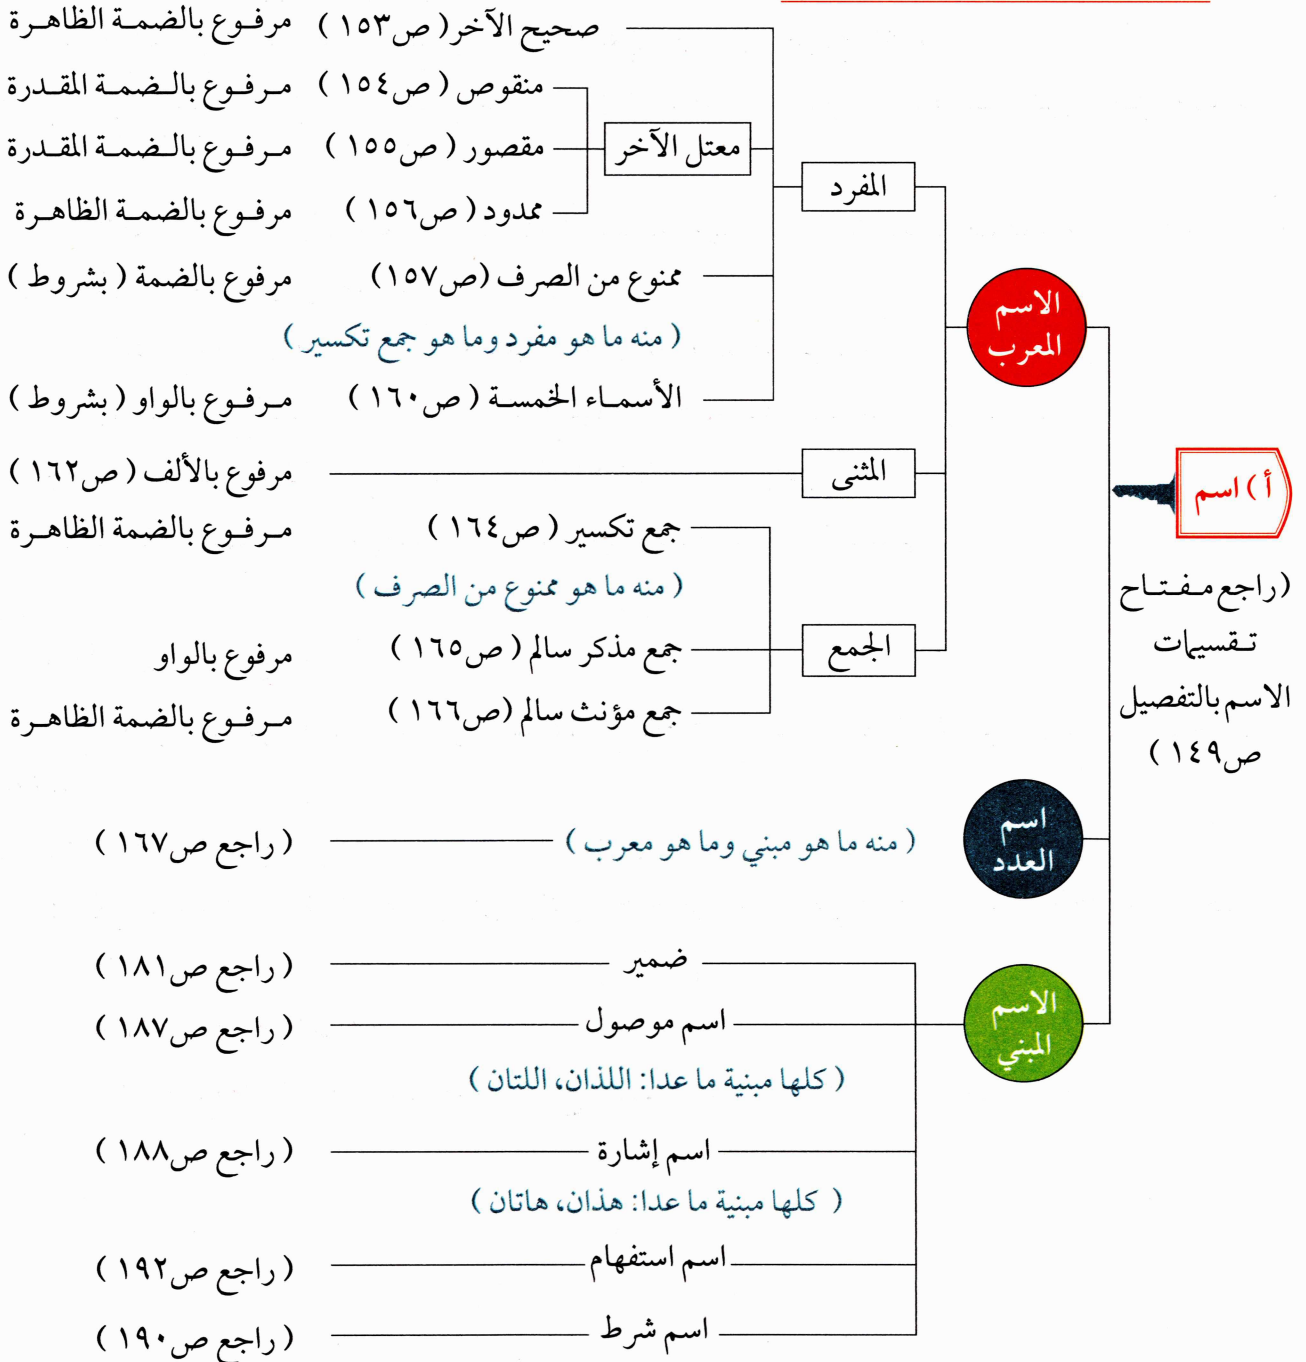 صحيح الآخر ( ص١٥٣ ) مرفوع بالضمة الظاهرة
منقوص ( ص١٥٤ ) مرفوع بالضمة المقدرة
معتل الآخر
مقصور ( ص١٥٥ ) مرفوع بالضمة المقدرة
المفرد
ممدود ( ص١٥٦ ) مرفوع بالضمة الظاهرة
ممنوع من الصرف (ص١٥٧) مرفوع بالضمة ( بشروط )
( منه ما هو مفرد وما هو جمع تكسير )
الاسم
المعرب
الأسماء الخمسة ( ص١٦٠ ) مرفوع بالواو ( بشروط )
أ ) اسم
المثنى مرفوع بالألف ( ص١٦٢ )
جمع تكسير ( ص١٦٤ ) مرفوع بالضمة الظاهرة
( منه ما هو ممنوع من الصرف )
(راجع مفتاح
تقسيمات
الاسم بالتفصيل
ص١٤٩ )
الجمع
جمع مذكر سالم ( ص١٦٥ ) مرفوع بالواو
جمع مؤنث سالم (ص١٦٦ ) مرفوع بالضمة الظاهرة
اسم
العدد
( منه ما هو مبني وما هو معرب ) ( راجع ص١٦٧ )
ضمير ( راجع ص١٨١ )
الاسم
المبني
اسم موصول ( راجع ص١٨٧ )
( كلها مبنية ما عدا: اللذان، اللتان )
اسم إشارة ( راجع ص١٨٨ )
( كلها مبنية ما عدا: هذان، هاتان )
اسم استفهام ( راجع ص١٩٢ )
اسم شرط ( راجع ص١٩٠ )